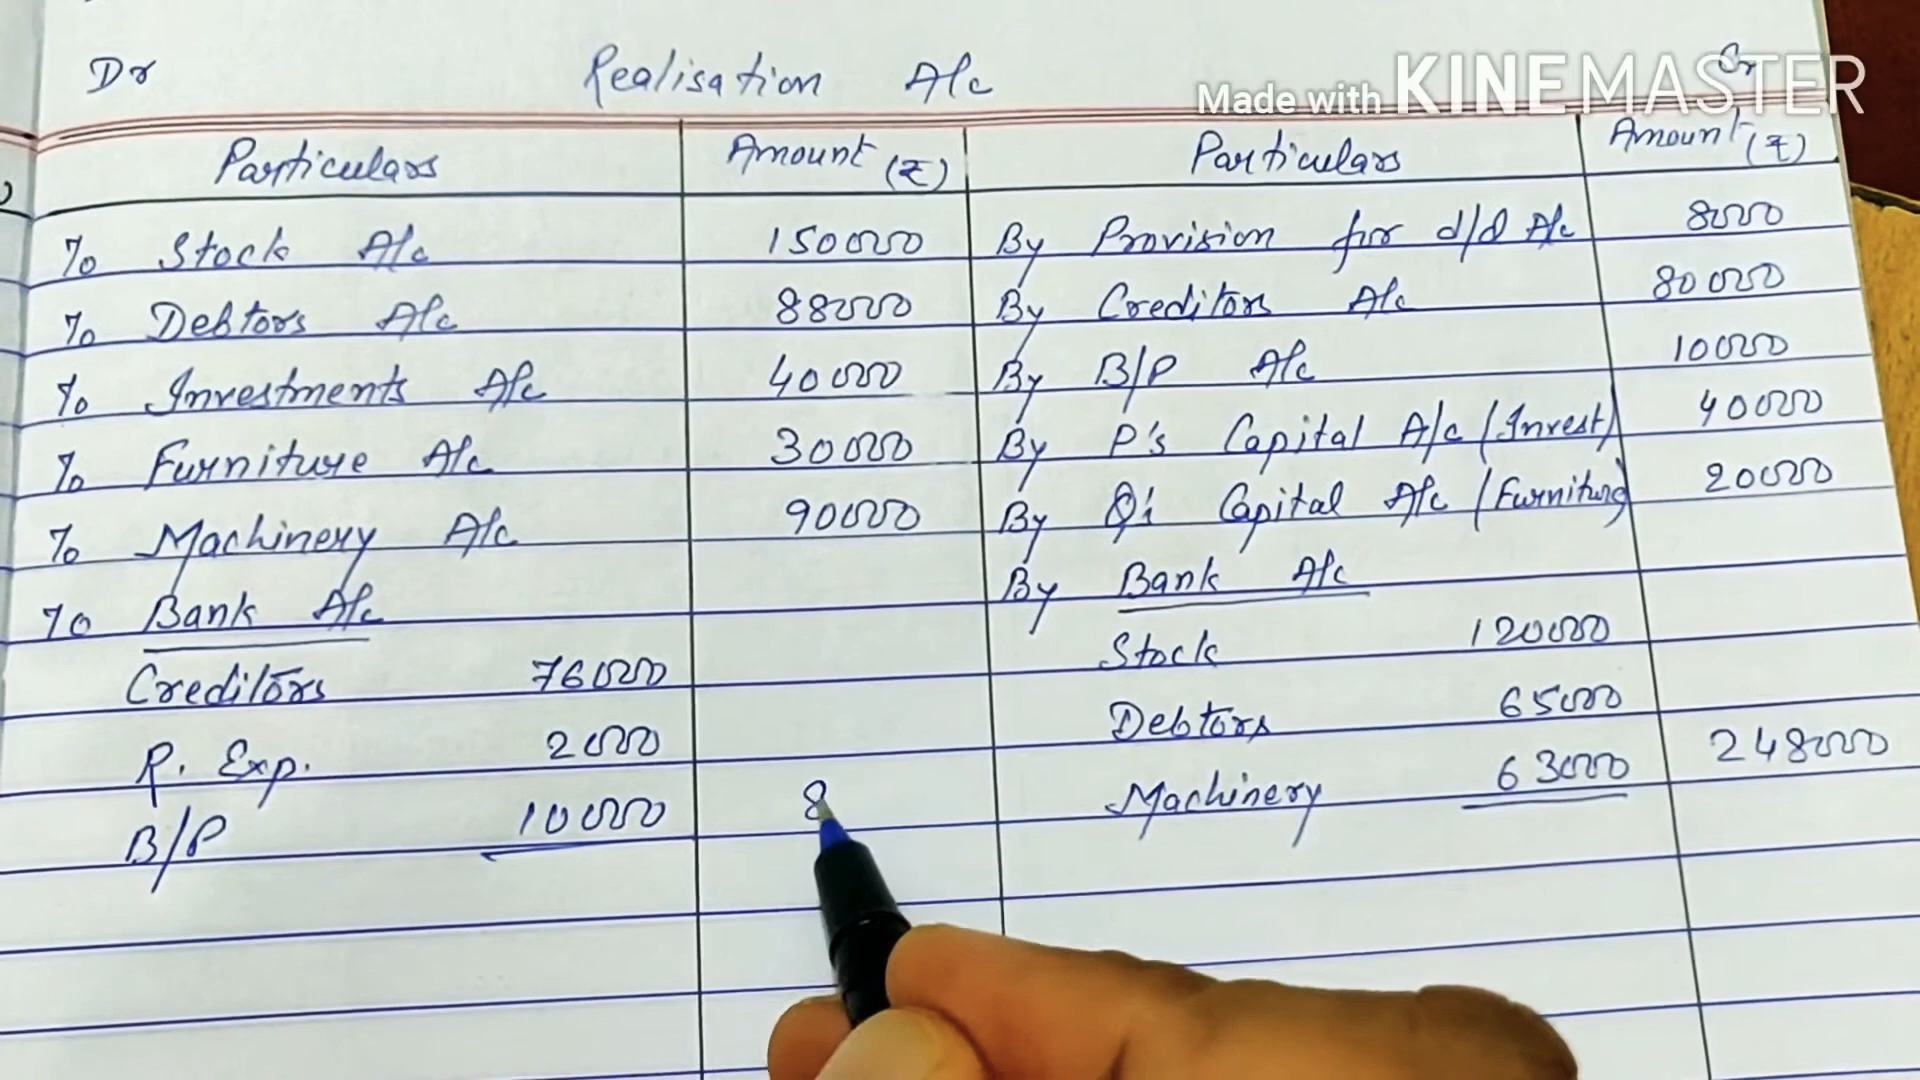 Dr Realisation A/c Cr
Made with KINEMASTER
Particulars Amount (₹) Particulars Amount (₹)
To Stock A/c 150000 By Provision for d/d A/c 8000
To Debtors A/c 88000 By Creditors A/c 80000
To Investments A/c 40000 By B/P A/c 10000
To Furniture A/c 30000 By P's Capital A/c (Invest) 40000
To Machinery A/c 90000 By Q's Capital A/c (Furniture) 20000
To Bank A/c By Bank A/c
Creditors 76000 Stock 120000
R. Exp. 2000 Debtors 65000
B/P 10000 8 Machinery 63000 248000